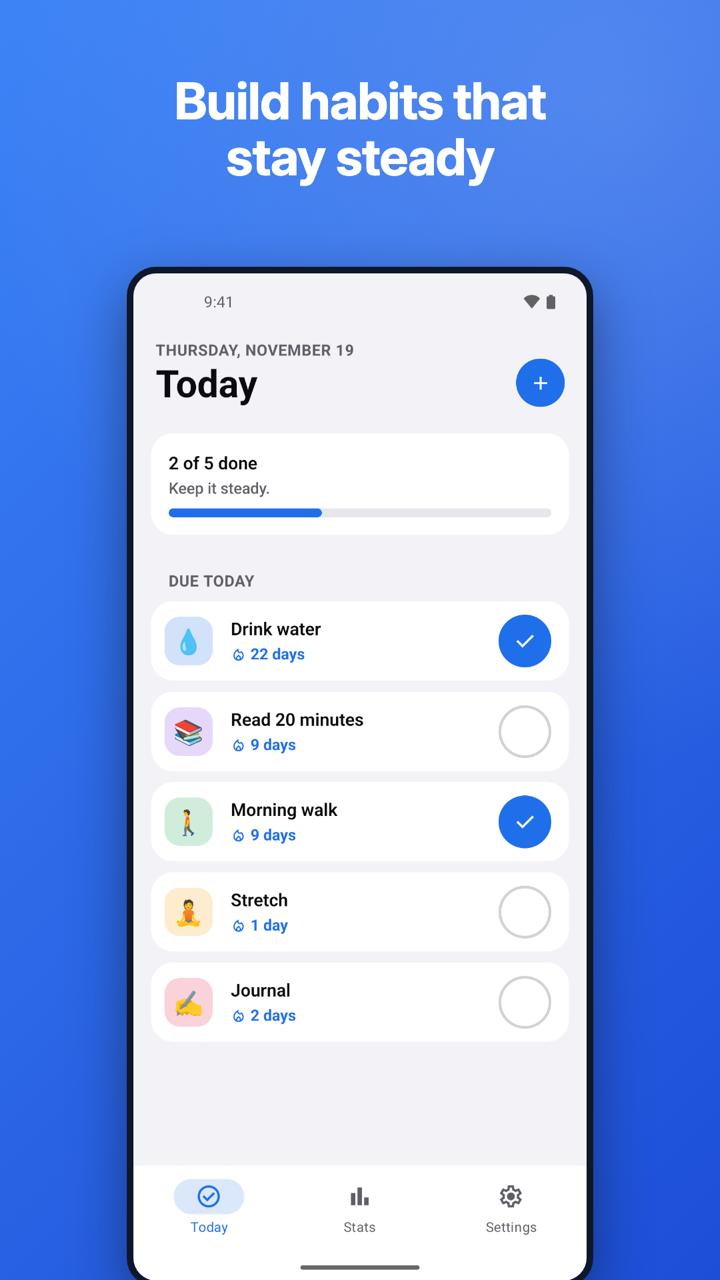 Build habits that
stay steady
9:41
THURSDAY, NOVEMBER 19
Today
2 of 5 done
Keep it steady.
DUE TODAY
Drink water
22 days
Read 20 minutes
9 days
Morning walk
9 days
Stretch
1 day
Journal
2 days
Today
Stats
Settings